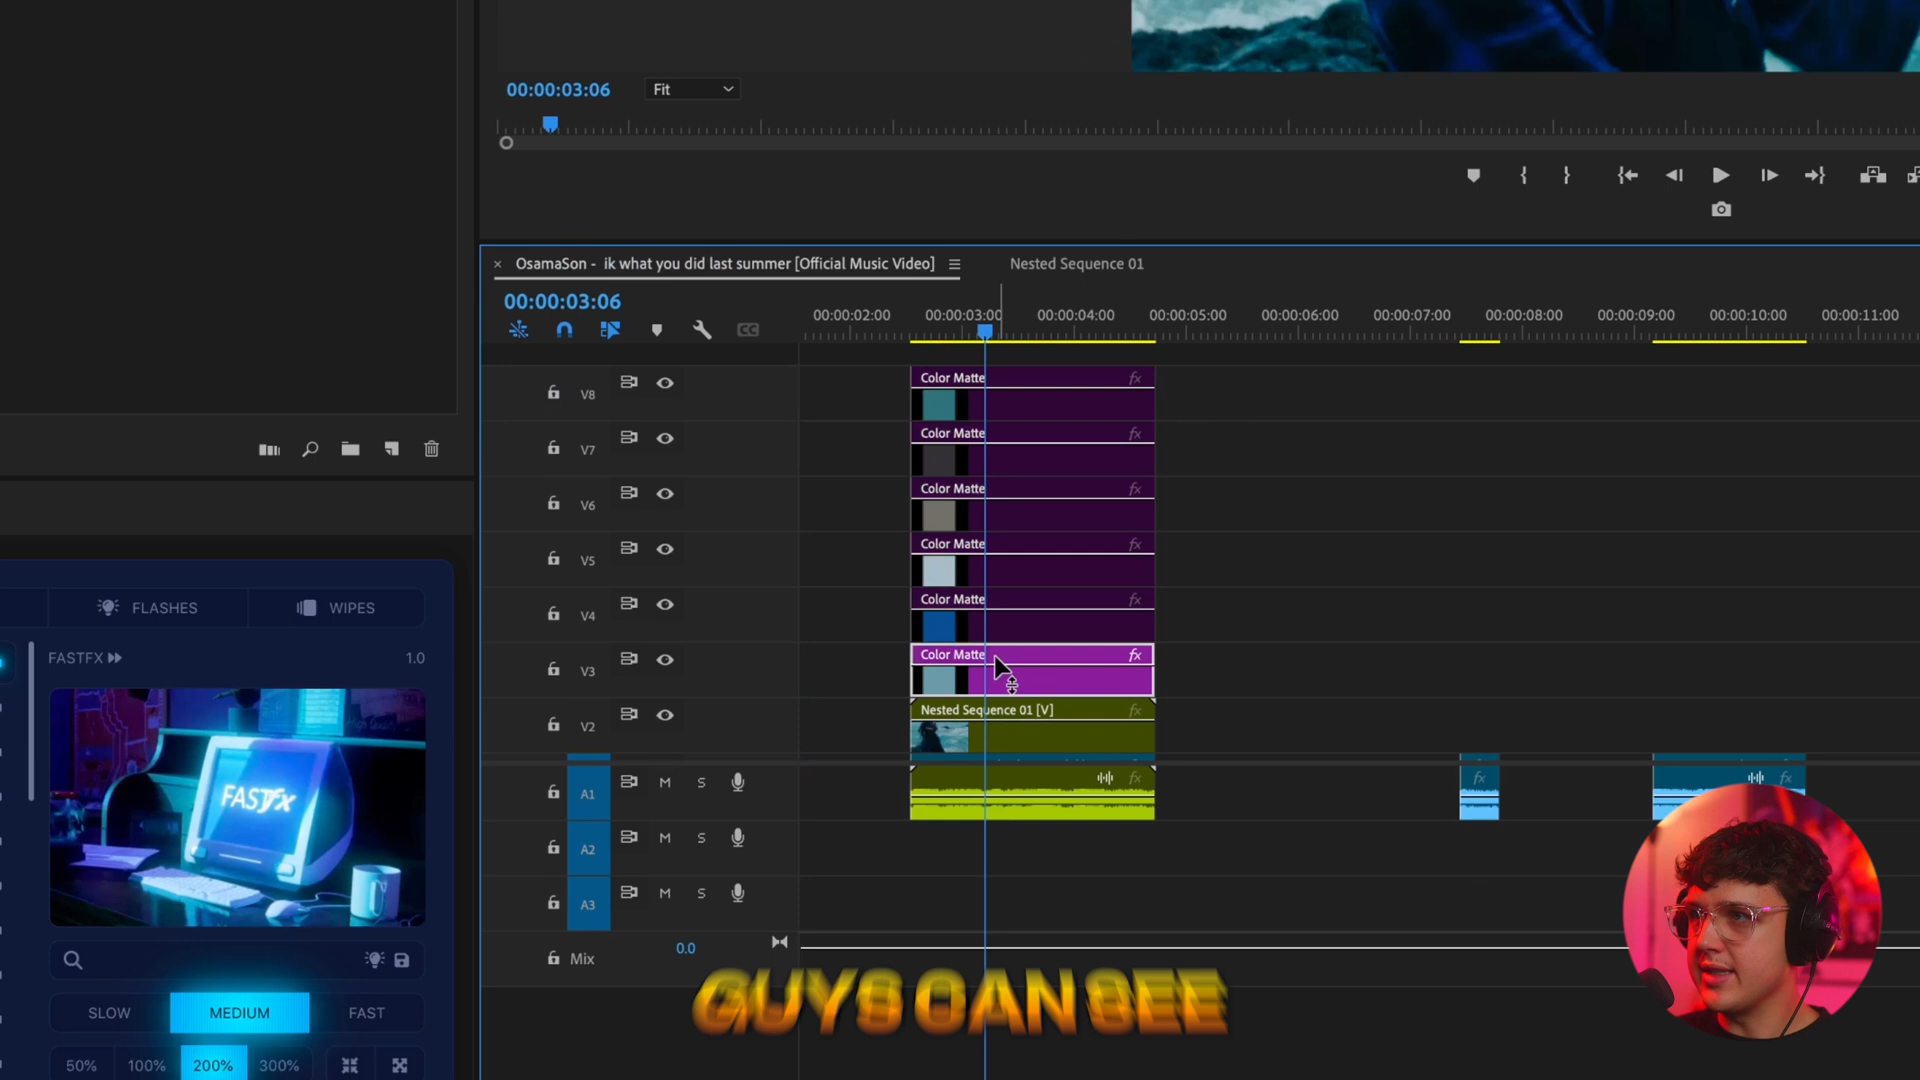 00:00:03:06
Fit
× OsamaSon - ik what you did last summer [Official Music Video]
Nested Sequence 01
00:00:03:06
CC
00:00:02:00
00:00:03:00
00:00:04:00
00:00:05:00
00:00:06:00
00:00:07:00
00:00:08:00
00:00:09:00
00:00:10:00
00:00:11:00
V8
Color Matte
fx
V7
Color Matte
fx
V6
Color Matte
fx
V5
Color Matte
fx
V4
Color Matte
fx
V3
Color Matte
fx
V2
Nested Sequence 01 [V]
fx
A1
M
S
fx
fx
fx
A2
M
S
A3
M
S
Mix
0.0
FLASHES
WIPES
FASTFX
1.0
FASTfx
SLOW
MEDIUM
FAST
50%
100%
200%
300%
GUYS CAN SEE